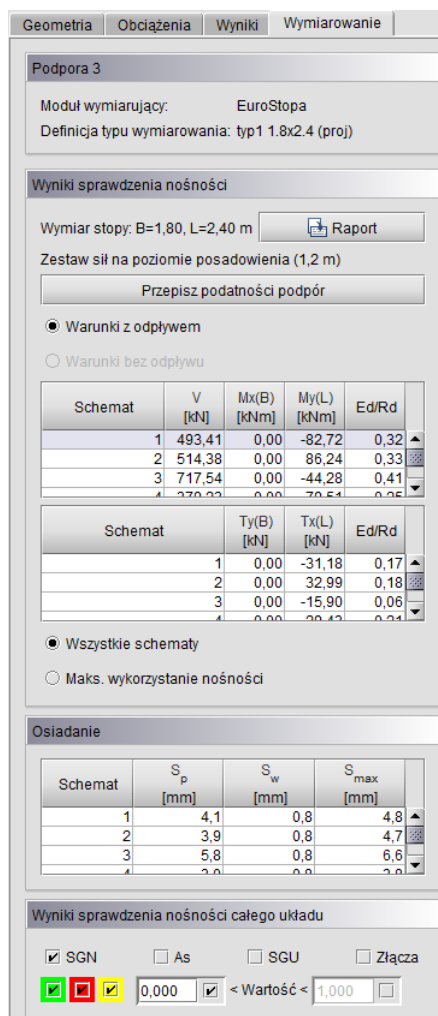 Geometria Obciążenia Wyniki Wymiarowanie
Podpora 3
Moduł wymiarujący: EuroStopa
Definicja typu wymiarowania: typ1 1.8x2.4 (proj)
Wyniki sprawdzenia nośności
Wymiar stopy: B=1,80, L=2,40 m Raport
Zestaw sił na poziomie posadowienia (1,2 m)
Przepisz podatności podpór
Warunki z odpływem
Warunki bez odpływu
Schemat V [kN] Mx(B) [kNm] My(L) [kNm] Ed/Rd
1 493,41 0,00 -82,72 0,32
2 514,38 0,00 86,24 0,33
3 717,54 0,00 -44,28 0,41
Schemat Ty(B) [kN] Tx(L) [kN] Ed/Rd
1 0,00 -31,18 0,17
2 0,00 32,99 0,18
3 0,00 -15,90 0,06
Wszystkie schematy
Maks. wykorzystanie nośności
Osiadanie
Schemat Sp [mm] Sw [mm] Smax [mm]
1 4,1 0,8 4,8
2 3,9 0,8 4,7
3 5,8 0,8 6,6
Wyniki sprawdzenia nośności całego układu
SGN As SGU Złącza
0,000 < Wartość < 1,000